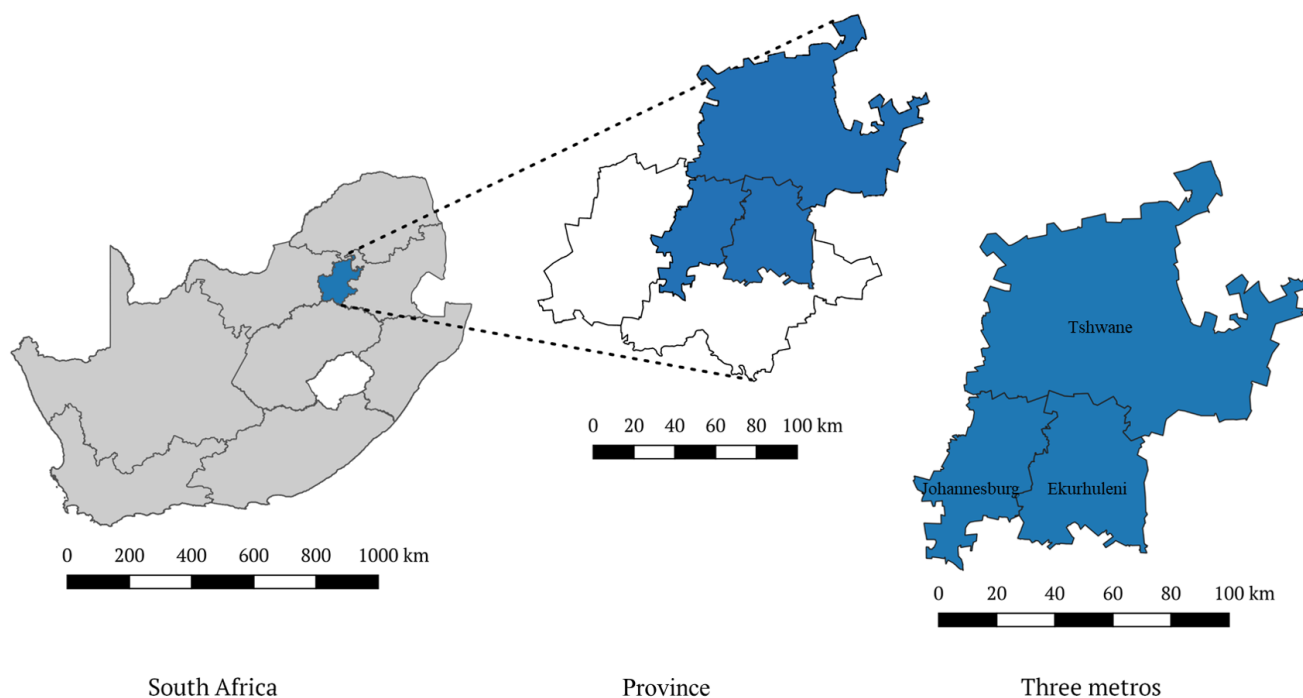 Tshwane
Johannesburg Ekurhuleni
0 20 40 60 80 100 km
0 200 400 600 800 1000 km
0 20 40 60 80 100 km
South Africa
Province
Three metros